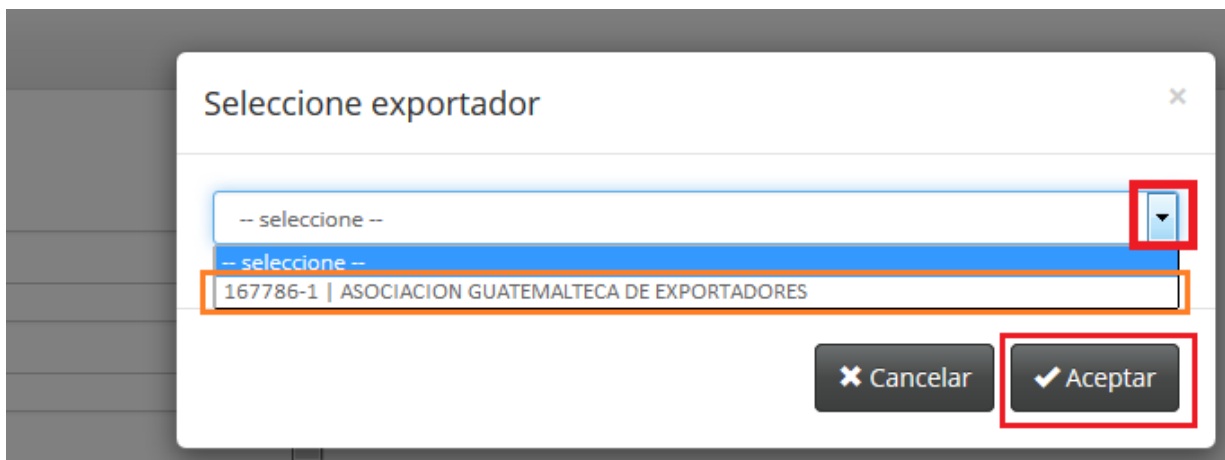 Seleccione exportador ×
-- seleccione --
-- seleccione --
167786-1 | ASOCIACION GUATEMALTECA DE EXPORTADORES
Cancelar Aceptar